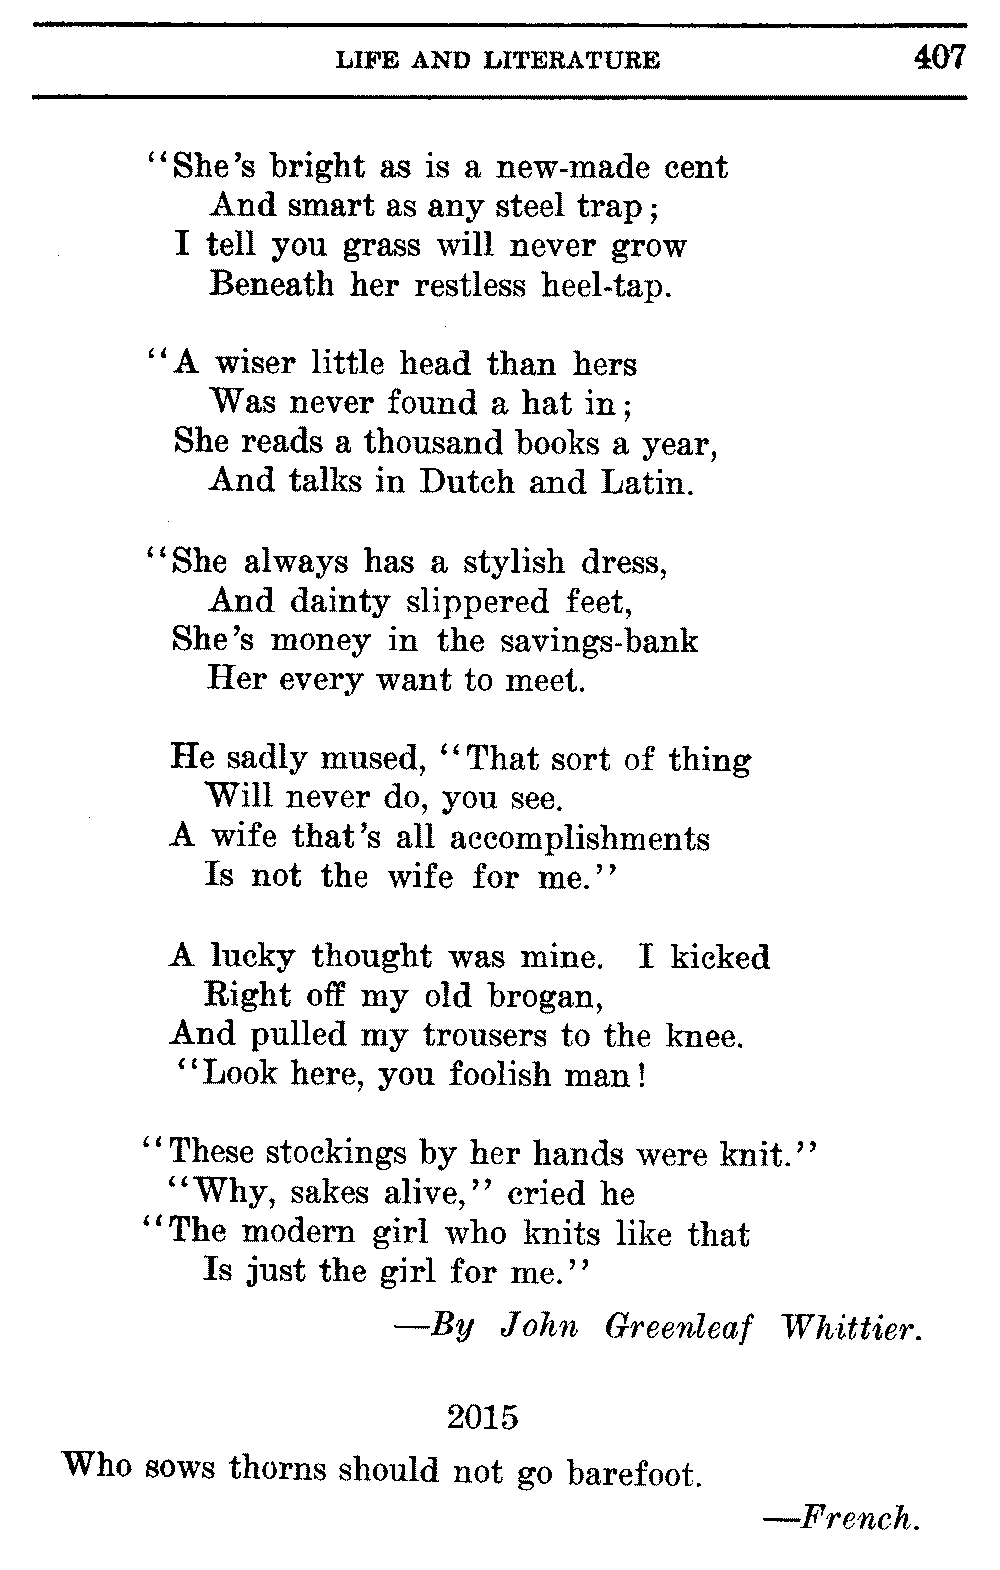 LIFE AND LITERATURE 407
“She’s bright as is a new-made cent
And smart as any steel trap;
I tell you grass will never grow
Beneath her restless heel-tap.
“A wiser little head than hers
Was never found a hat in;
She reads a thousand books a year,
And talks in Dutch and Latin.
“She always has a stylish dress,
And dainty slippered feet,
She’s money in the savings-bank
Her every want to meet.
He sadly mused, “That sort of thing
Will never do, you see.
A wife that’s all accomplishments
Is not the wife for me.”
A lucky thought was mine. I kicked
Right off my old brogan,
And pulled my trousers to the knee.
“Look here, you foolish man!
“These stockings by her hands were knit.”
“Why, sakes alive,” cried he
“The modern girl who knits like that
Is just the girl for me.”
—By John Greenleaf Whittier.
2015
Who sows thorns should not go barefoot.
—French.